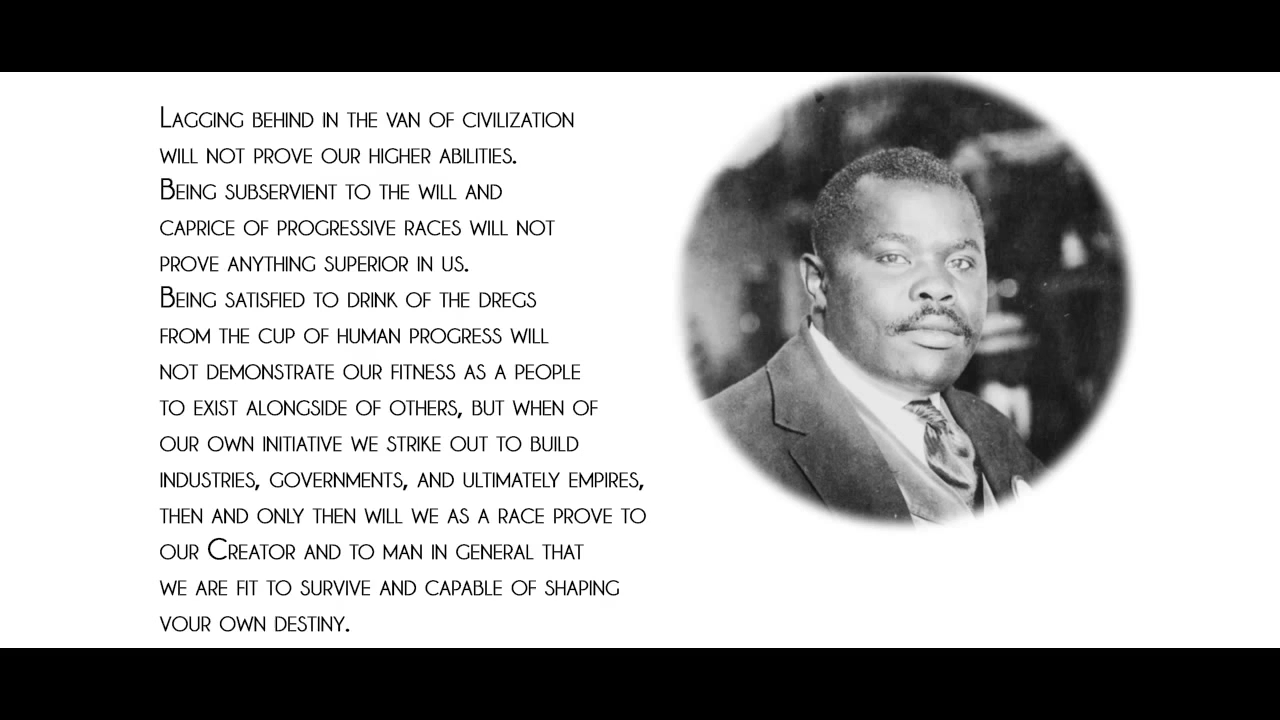 Lagging behind in the van of civilization
will not prove our higher abilities.
Being subservient to the will and
caprice of progressive races will not
prove anything superior in us.
Being satisfied to drink of the dregs
from the cup of human progress will
not demonstrate our fitness as a people
to exist alongside of others, but when of
our own initiative we strike out to build
industries, governments, and ultimately empires,
then and only then will we as a race prove to
our Creator and to man in general that
we are fit to survive and capable of shaping
vour own destiny.